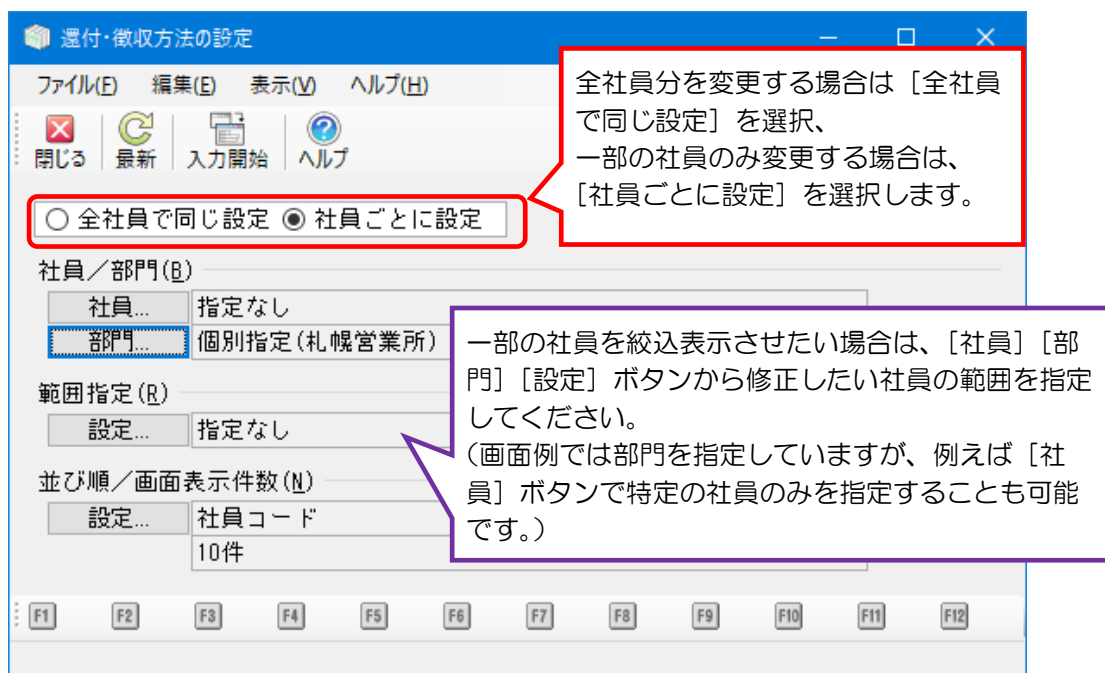 還付・徴収方法の設定
ファイル(F) 編集(E) 表示(V) ヘルプ(H)
閉じる 最新 入力開始 ヘルプ
全社員分を変更する場合は［全社員
で同じ設定］を選択、
一部の社員のみ変更する場合は、
［社員ごとに設定］を選択します。
全社員で同じ設定 社員ごとに設定
社員／部門(B)
社員... 指定なし
部門... 個別指定(札幌営業所)
一部の社員を絞込表示させたい場合は、［社員］［部
門］［設定］ボタンから修正したい社員の範囲を指定
してください。
（画面例では部門を指定していますが、例えば［社
員］ボタンで特定の社員のみを指定することも可能
です。）
範囲指定(R)
設定... 指定なし
並び順／画面表示件数(N)
設定... 社員コード
10件
F1 F2 F3 F4 F5 F6 F7 F8 F9 F10 F11 F12